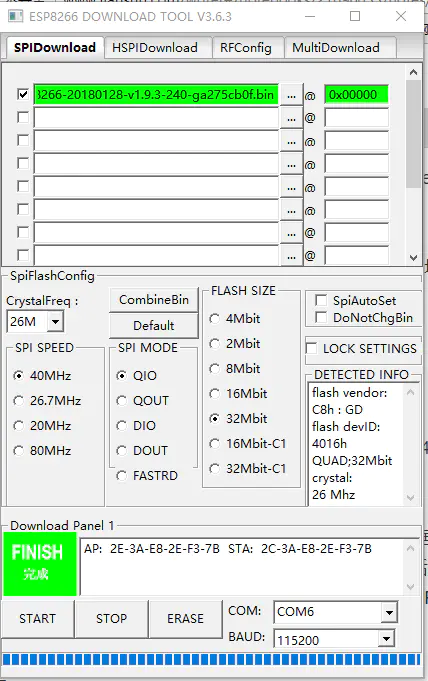 ESP8266 DOWNLOAD TOOL V3.6.3
SPIDownload HSPIDownload RFConfig MultiDownload
8266-20180128-v1.9.3-240-ga275cb0f.bin ... @ 0x00000
... @
... @
... @
... @
... @
... @
... @
SpiFlashConfig
CrystalFreq :
26M
CombineBin
Default
SPI SPEED
40MHz
26.7MHz
20MHz
80MHz
SPI MODE
QIO
QOUT
DIO
DOUT
FASTRD
FLASH SIZE
4Mbit
2Mbit
8Mbit
16Mbit
32Mbit
16Mbit-C1
32Mbit-C1
SpiAutoSet
DoNotChgBin
LOCK SETTINGS
DETECTED INFO
flash vendor:
C8h : GD
flash devID:
4016h
QUAD;32Mbit
crystal:
26 Mhz
Download Panel 1
FINISH
完成
AP: 2E-3A-E8-2E-F3-7B STA: 2C-3A-E8-2E-F3-7B
START STOP ERASE
COM: COM6
BAUD: 115200